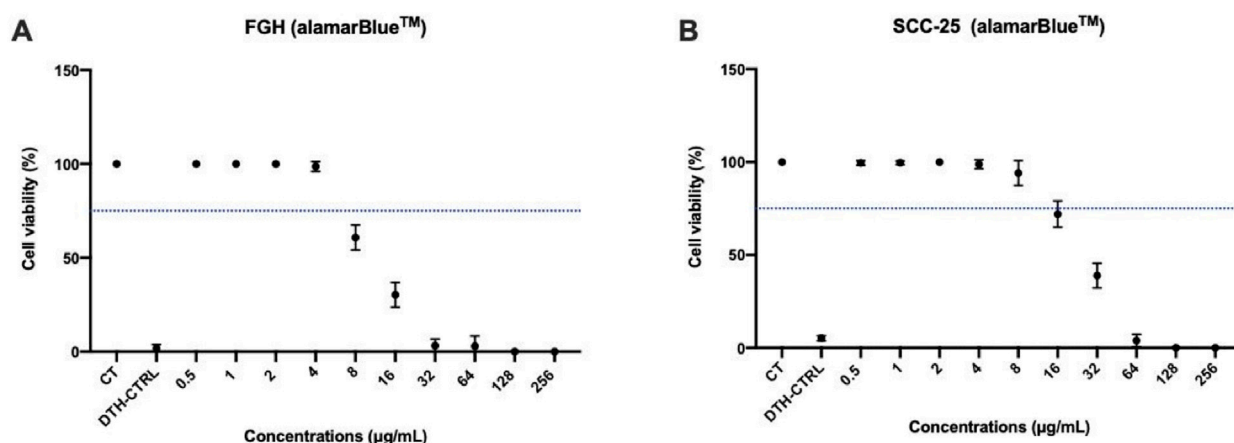 A
FGH (alamarBlue™)
Cell viability (%)
150
100
50
0
CT
DTH-CTRL
0.5
1
2
4
8
16
32
64
128
256
Concentrations (µg/mL)
B
SCC-25 (alamarBlue™)
Cell viability (%)
150
100
50
0
CT
DTH-CTRL
0.5
1
2
4
8
16
32
64
128
256
Concentrations (µg/mL)